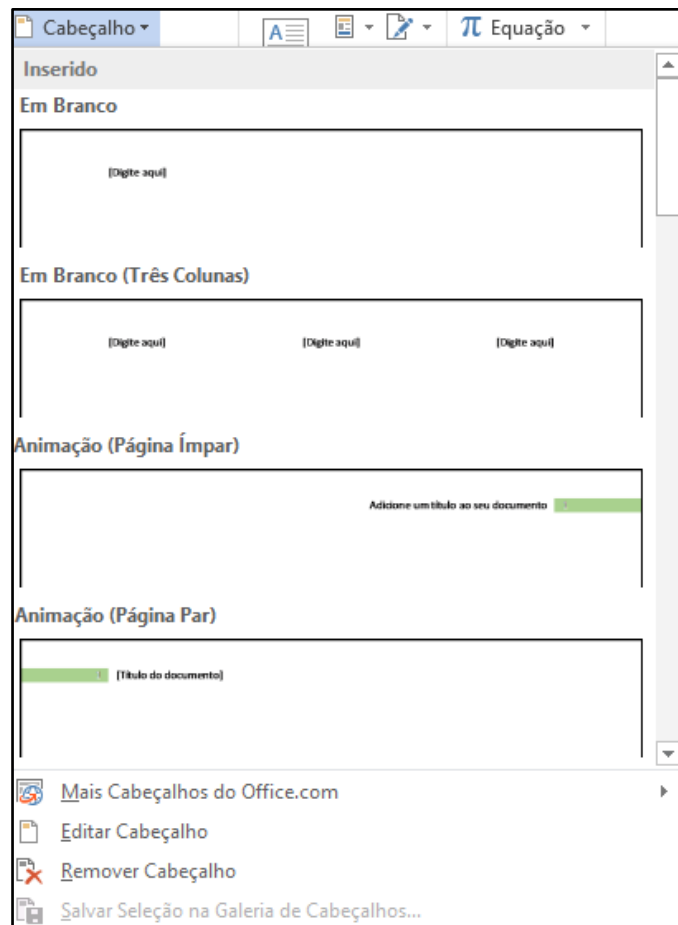 Cabeçalho
Equação
Inserido
Em Branco
[Digite aqui]
Em Branco (Três Colunas)
[Digite aqui] [Digite aqui] [Digite aqui]
Animação (Página Ímpar)
Adicione um título ao seu documento
Animação (Página Par)
[Título do documento]
Mais Cabeçalhos do Office.com
Editar Cabeçalho
Remover Cabeçalho
Salvar Seleção na Galeria de Cabeçalhos...